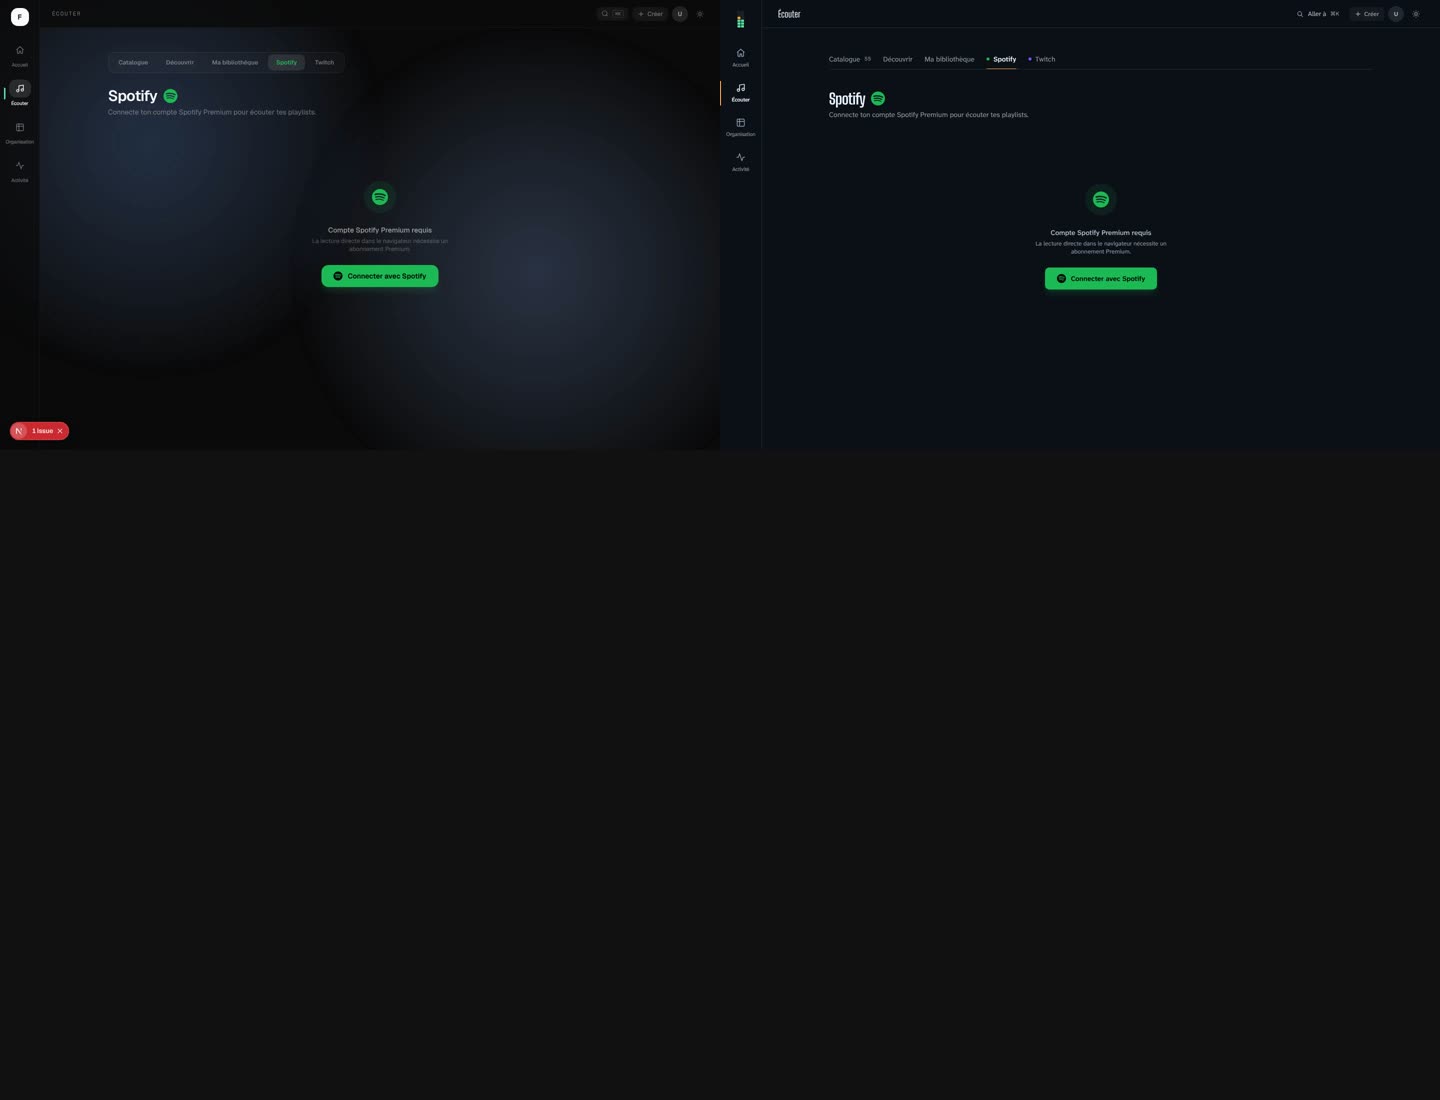 F
ÉCOUTER
⌘K
Créer
U
Accueil
Écouter
Organisation
Activité
Catalogue
Découvrir
Ma bibliothèque
Spotify
Twitch
Spotify
Connecte ton compte Spotify Premium pour écouter tes playlists.
Compte Spotify Premium requis
La lecture directe dans le navigateur nécessite un
abonnement Premium.
Connecter avec Spotify
N
1 Issue
Écouter
Aller à ⌘K
Créer
U
Accueil
Écouter
Organisation
Activité
Catalogue
Découvrir
Ma bibliothèque
Spotify
Twitch
Spotify
Connecte ton compte Spotify Premium pour écouter tes playlists.
Compte Spotify Premium requis
La lecture directe dans le navigateur nécessite un
abonnement Premium.
Connecter avec Spotify